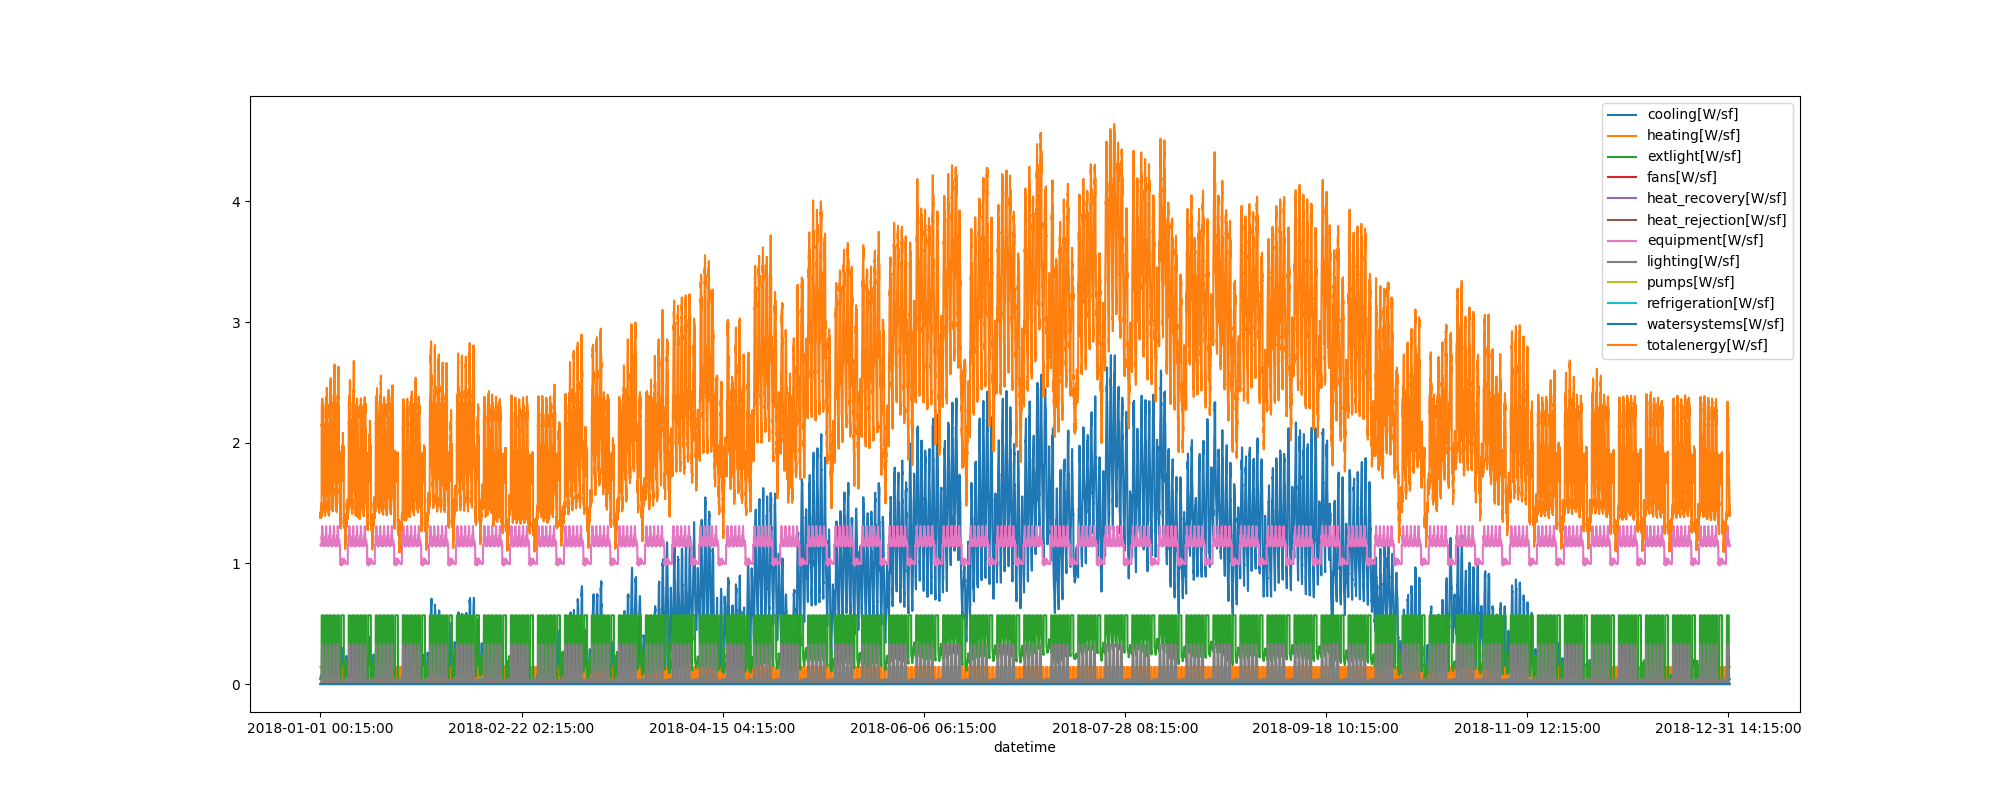 cooling[W/sf]
heating[W/sf]
extlight[W/sf]
fans[W/sf]
heat_recovery[W/sf]
heat_rejection[W/sf]
equipment[W/sf]
lighting[W/sf]
pumps[W/sf]
refrigeration[W/sf]
watersystems[W/sf]
totalenergy[W/sf]
4
3
2
1
0
2018-01-01 00:15:00 2018-02-22 02:15:00 2018-04-15 04:15:00 2018-06-06 06:15:00 2018-07-28 08:15:00 2018-09-18 10:15:00 2018-11-09 12:15:00 2018-12-31 14:15:00
datetime